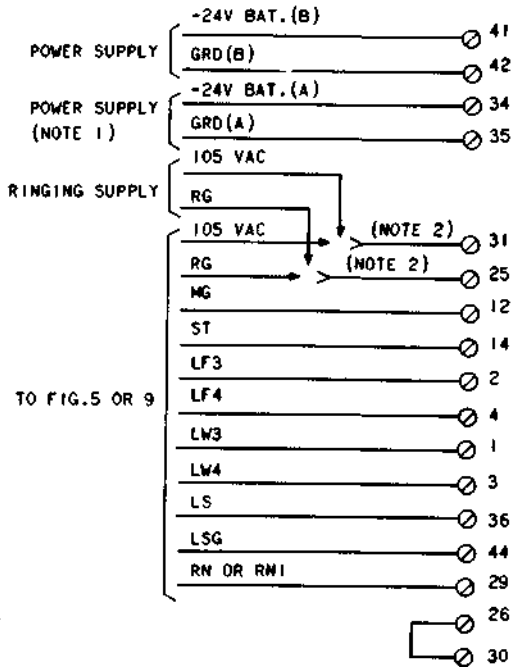 -24V BAT.(B) 41
POWER SUPPLY GRD(B) 42
-24V BAT.(A) 34
POWER SUPPLY
(NOTE 1) GRD(A) 35
105 VAC
RINGING SUPPLY RG
105 VAC (NOTE 2) 31
RG (NOTE 2) 25
MG 12
ST 14
LF3 2
TO FIG.5 OR 9 LF4 4
LW3 1
LW4 3
LS 36
LSG 44
RN OR RN1 29
26
30